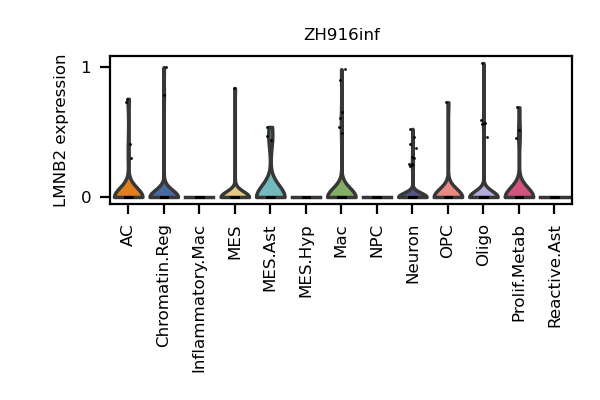 ZH916inf
LMNB2 expression
1
0
AC
Chromatin.Reg
Inflammatory.Mac
MES
MES.Ast
MES.Hyp
Mac
NPC
Neuron
OPC
Oligo
Prolif.Metab
Reactive.Ast